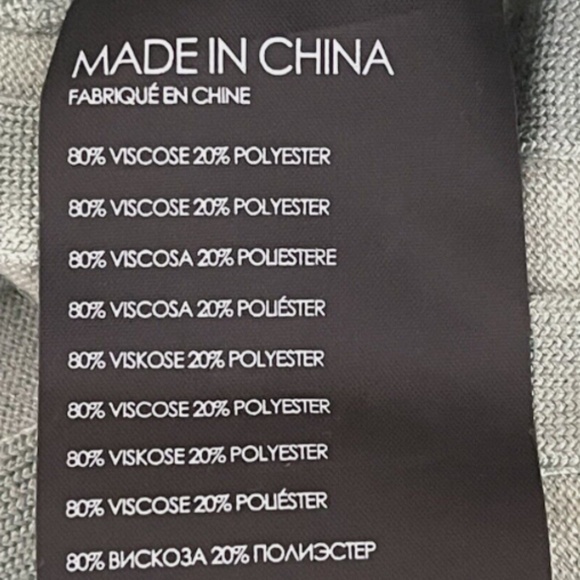 MADE IN CHINA
FABRIQUÉ EN CHINE
80% VISCOSE 20% POLYESTER
80% VISCOSE 20% POLYESTER
80% VISCOSA 20% POLIESTERE
80% VISCOSA 20% POLIÉSTER
80% VISKOSE 20% POLYESTER
80% VISCOSE 20% POLYESTER
80% VISKOSE 20% POLYESTER
80% VISCOSE 20% POLIÉSTER
80% ВИСКОЗА 20% ПОЛИЭСТЕР